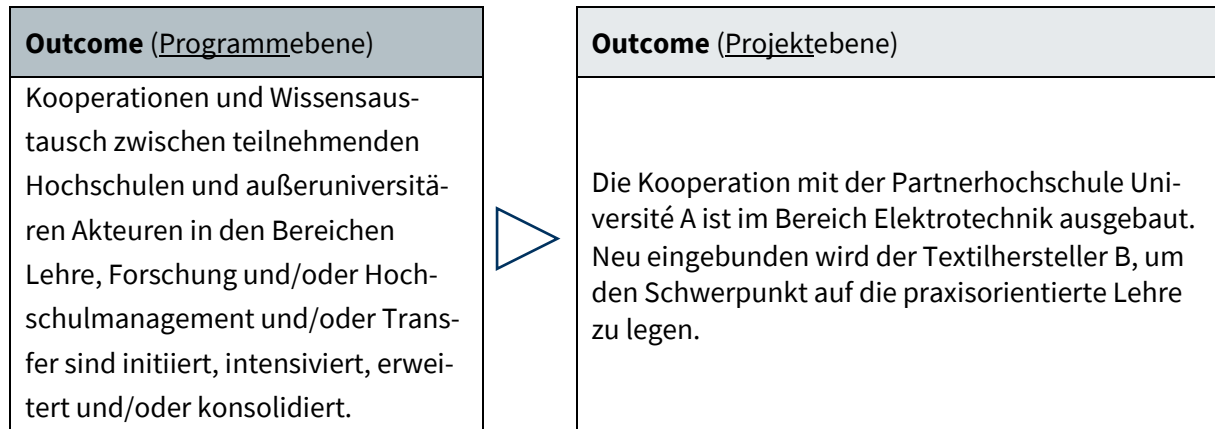 Outcome (Programmebene)
Kooperationen und Wissensaus-
tausch zwischen teilnehmenden
Hochschulen und außeruniversitä-
ren Akteuren in den Bereichen
Lehre, Forschung und/oder Hoch-
schulmanagement und/oder Trans-
fer sind initiiert, intensiviert, erwei-
tert und/oder konsolidiert.
Outcome (Projektebene)
Die Kooperation mit der Partnerhochschule Uni-
versité A ist im Bereich Elektrotechnik ausgebaut.
Neu eingebunden wird der Textilhersteller B, um
den Schwerpunkt auf die praxisorientierte Lehre
zu legen.